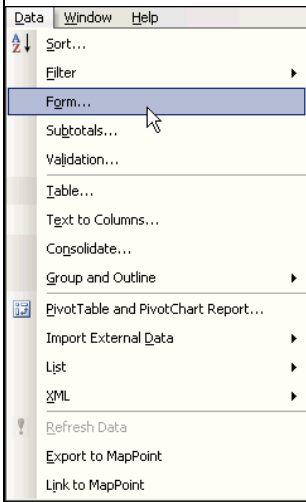 Data Window Help
Sort...
Filter
Form...
Subtotals...
Validation...
Table...
Text to Columns...
Consolidate...
Group and Outline
PivotTable and PivotChart Report...
Import External Data
List
XML
Refresh Data
Export to MapPoint
Link to MapPoint